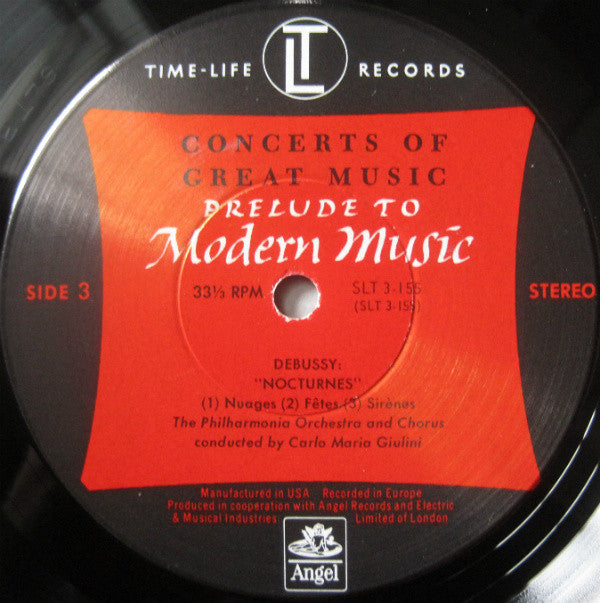 TL
TIME-LIFE RECORDS
CONCERTS OF
GREAT MUSIC
PRELUDE TO
Modern Music
SIDE 3 33⅓ RPM SLT 3-155 STEREO
(SLT 3-155)
DEBUSSY:
"NOCTURNES"
(1) Nuages (2) Fêtes (3) Sirènes
The Philharmonia Orchestra and Chorus
conducted by Carlo Maria Giulini
Manufactured in USA Recorded in Europe
Produced in cooperation with Angel Records and Electric
& Musical Industries Limited of London
Angel